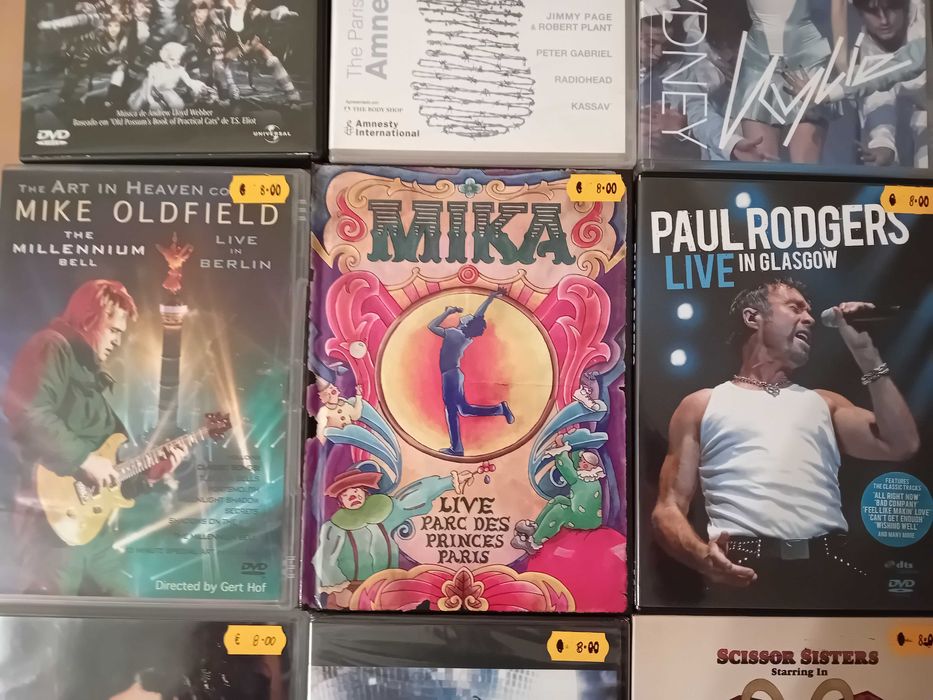 Música de Andrew Lloyd Webber
Baseado em "Old Possum's Book of Practical Cats" de T.S. Eliot
DVD
UNIVERSAL
The Paris
Amne
JIMMY PAGE
& ROBERT PLANT
PETER GABRIEL
RADIOHEAD
KASSAV'
Apresentado por
THE BODY SHOP
Amnesty
International
YDNEY
Kylie
THE ART IN HEAVEN CO
€ 8.00
MIKE OLDFIELD
THE
MILLENNIUM
BELL
LIVE
IN
BERLIN
SECRETS
DVD
Directed by Gert Hof
€ 8.00
MIKA
LIVE
PARC DES
PRINCES
PARIS
€ 8.00
PAUL RODGERS
LIVE IN GLASGOW
FEATURES
THE CLASSIC TRACKS
'ALL RIGHT NOW'
'BAD COMPANY'
'FEEL LIKE MAKIN' LOVE'
'CAN'T GET ENOUGH'
'WISHING WELL'
AND MANY MORE
dts
DVD
€ 8.00
€ 8.00
€ 8.0
SCISSOR SISTERS
Starring In